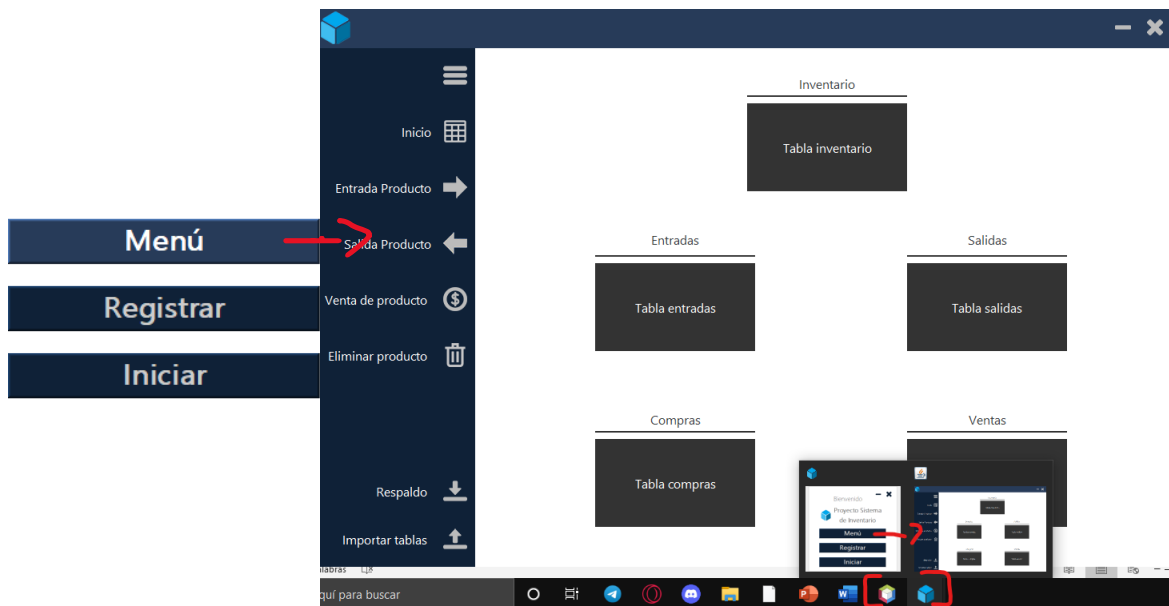 Menú
Registrar
Iniciar
Inicio
Entrada Producto
Salida Producto
Venta de producto
Eliminar producto
Respaldo
Importar tablas
Inventario
Tabla inventario
Entradas
Salidas
Tabla entradas
Tabla salidas
Compras
Ventas
Tabla compras
Bienvenido
Proyecto Sistema
de Inventario
Menú
Registrar
Iniciar
quí para buscar